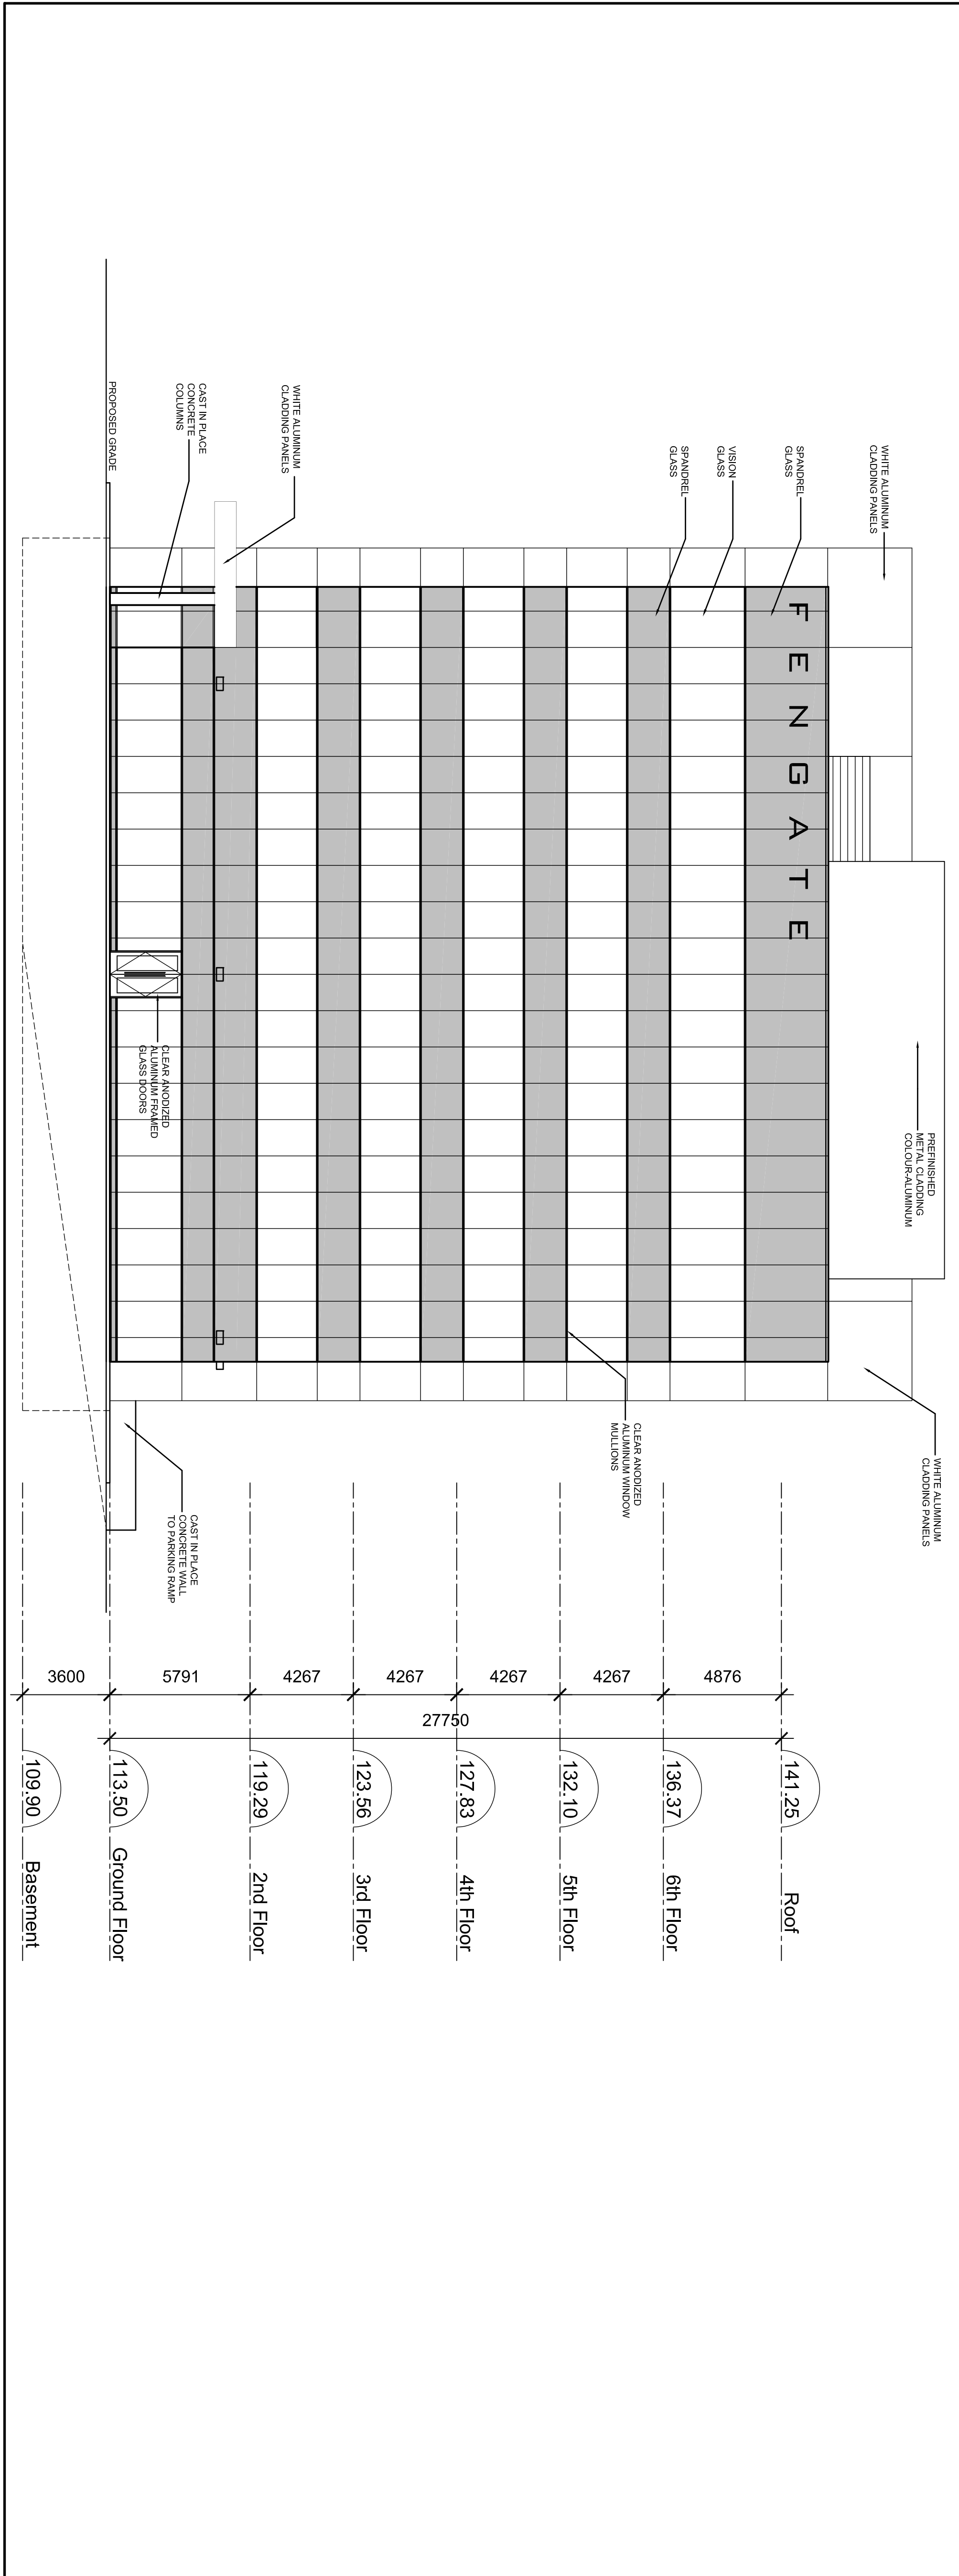 WHITE ALUMINUM
CLADDING PANELS
SPANDREL
GLASS
VISION
GLASS
SPANDREL
GLASS
WHITE ALUMINUM
CLADDING PANELS
CAST IN PLACE
CONCRETE
COLUMNS
PROPOSED GRADE
FENGATE
PREFINISHED
METAL CLADDING
COLOUR-ALUMINUM
CLEAR ANODIZED
ALUMINUM FRAMED
GLASS DOORS
WHITE ALUMINUM
CLADDING PANELS
CLEAR ANODIZED
ALUMINUM WINDOW
MULLIONS
CAST IN PLACE
CONCRETE WALL
TO PARKING RAMP
4876
4267
4267
4267
4267
5791
3600
27750
141.25 Roof
136.37 6th Floor
132.10 5th Floor
127.83 4th Floor
123.56 3rd Floor
119.29 2nd Floor
113.50 Ground Floor
109.90 Basement